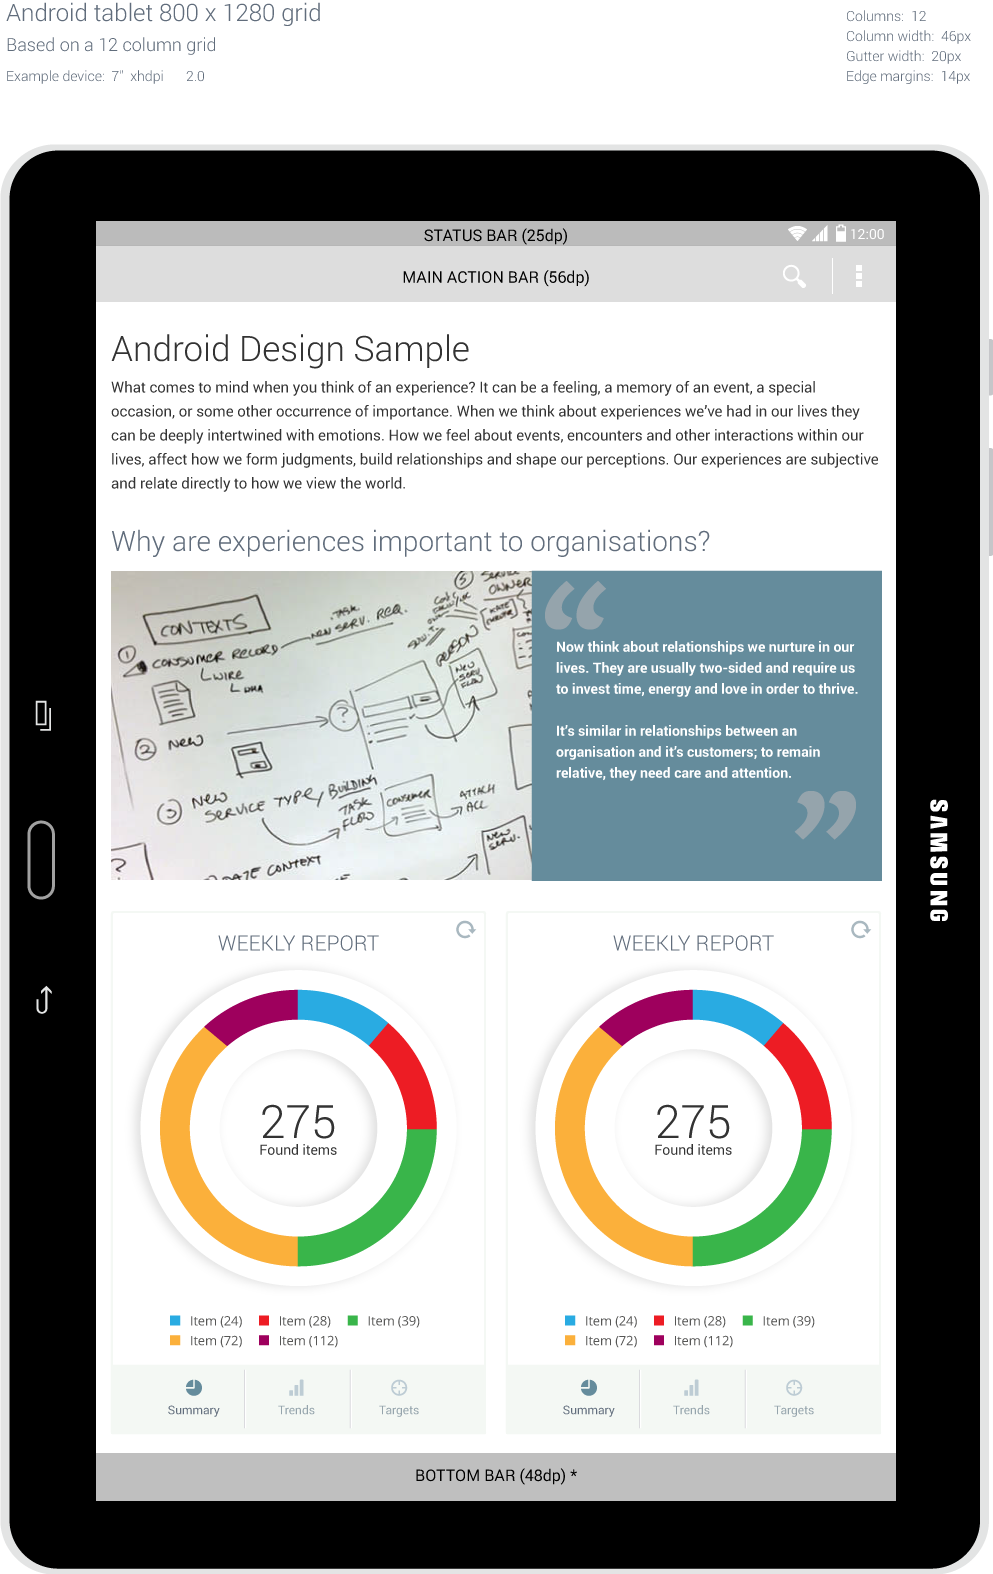 Android tablet 800 x 1280 grid
Based on a 12 column grid
Example device: 7" xhdpi 2.0
Columns: 12
Column width: 46px
Gutter width: 20px
Edge margins: 14px
STATUS BAR (25dp)
12:00
MAIN ACTION BAR (56dp)
Android Design Sample
What comes to mind when you think of an experience? It can be a feeling, a memory of an event, a special
occasion, or some other occurrence of importance. When we think about experiences we've had in our lives they
can be deeply intertwined with emotions. How we feel about events, encounters and other interactions within our
lives, affect how we form judgments, build relationships and shape our perceptions. Our experiences are subjective
and relate directly to how we view the world.
Why are experiences important to organisations?
CONTEXTS
1 CONSUMER RECORD
WIRE
TASK
NEW SERV. REQ.
5
OWNER
PERSON
NEW
SERV
FLOW
?
2 NEW
3 NEW
SERVICE TYPE, BUILDING
TASK
FLOW
CONSUMER
ATTACH
ALL
NEW
SERV.
?
DATE CONTEXT
“
Now think about relationships we nurture in our
lives. They are usually two-sided and require us
to invest time, energy and love in order to thrive.
It's similar in relationships between an
organisation and it's customers; to remain
relative, they need care and attention.
”
SAMSUNG
WEEKLY REPORT
275
Found items
Item (24) Item (28) Item (39)
Item (72) Item (112)
Summary Trends Targets
WEEKLY REPORT
275
Found items
Item (24) Item (28) Item (39)
Item (72) Item (112)
Summary Trends Targets
BOTTOM BAR (48dp) *